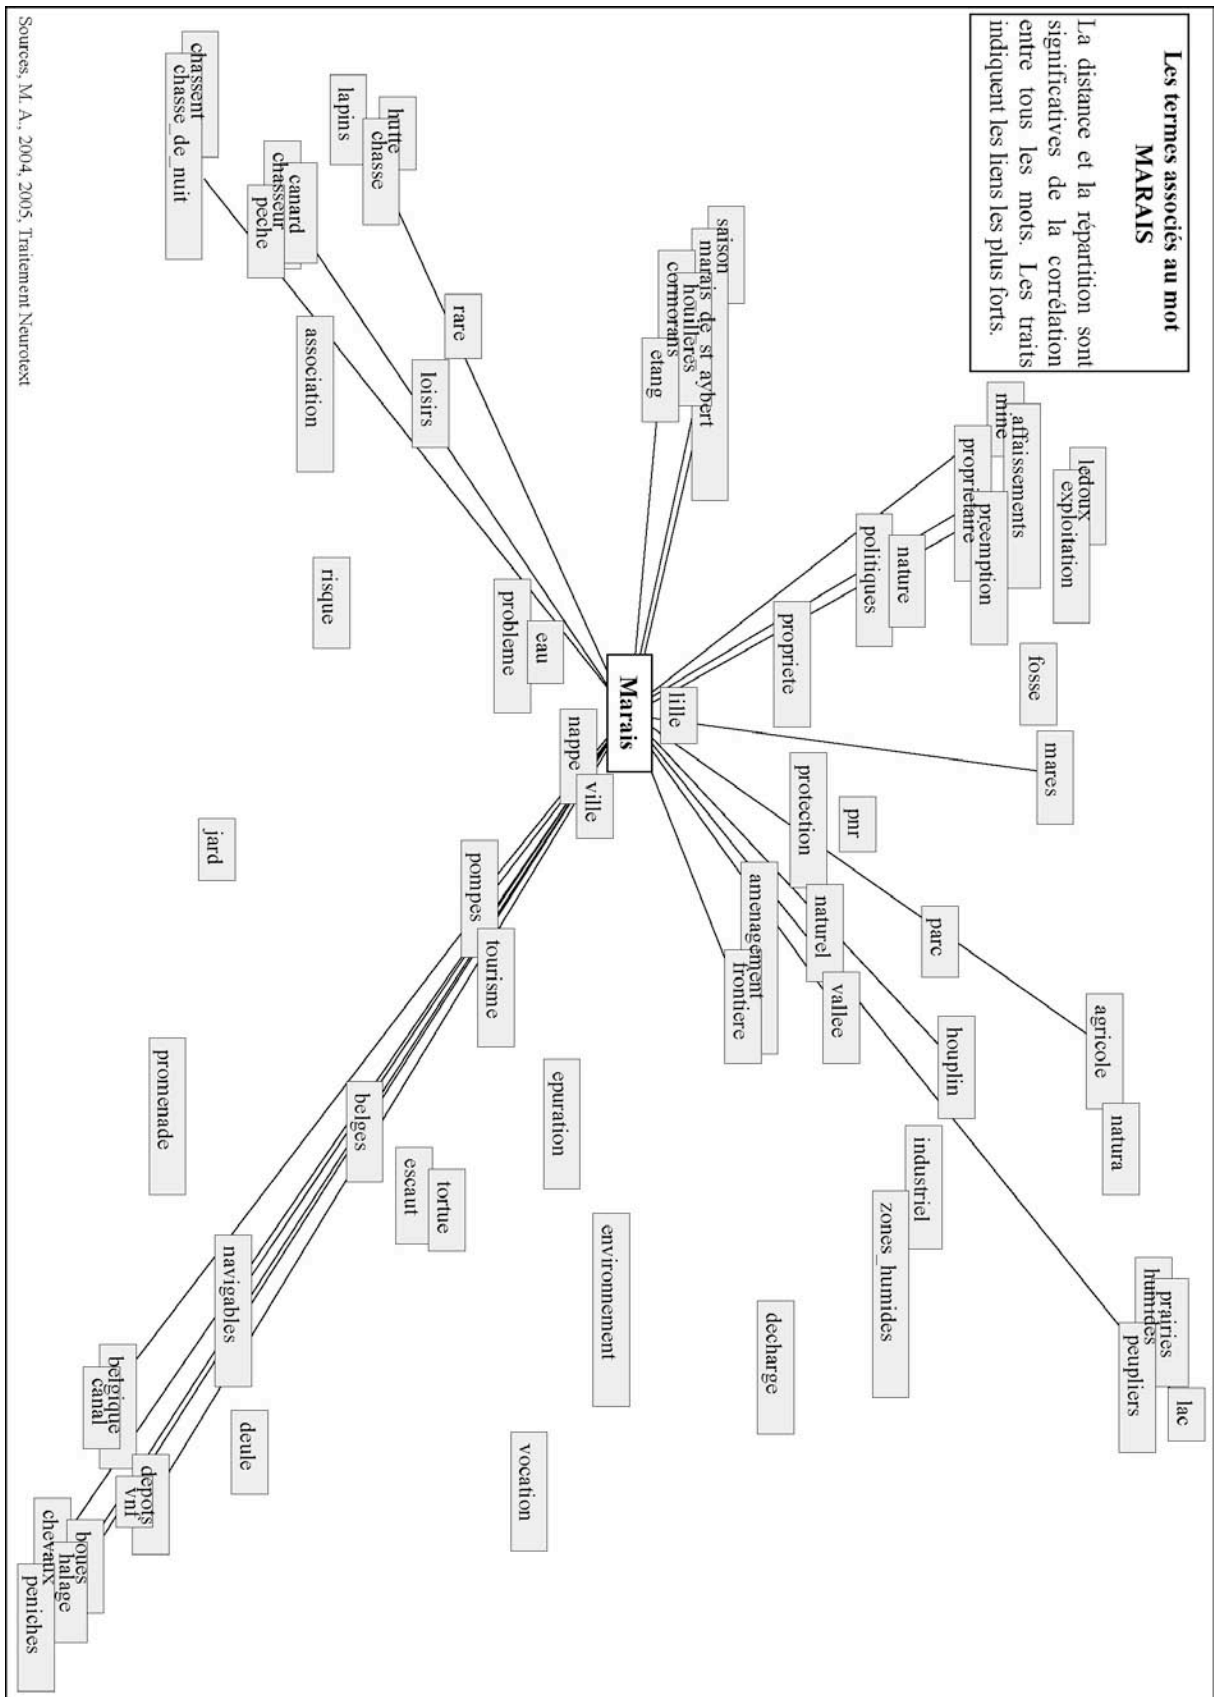 Les termes associés au mot
MARAIS
La distance et la répartition sont
significatives de la corrélation
entre tous les mots. Les traits
indiquent les liens les plus forts.
lac
prairies
humides
peupliers
natura
agricole
ledoux
exploitation
mares
fosse
affaissements
mine
preemption
proprietaire
houplin
parc
industriel
nature
zones_humides
politiques
pnr
vallee
naturel
protection
propriete
decharge
amenagement
frontiere
saison
marais_de_st_aybert
houilleres
cormorans
etang
lille
Marais
environnement
ville
nappe
epuration
eau
probleme
vocation
tourisme
pompes
rare
tortue
loisirs
escaut
hutte
chasse
lapins
belges
risque
association
canard
chasseur
peche
deule
navigables
jard
chassent
chasse_de_nuit
promenade
depots
vnf
belgique
canal
boues
halage
chevaux
peniches
Sources, M. A., 2004, 2005, Traitement Neurotext